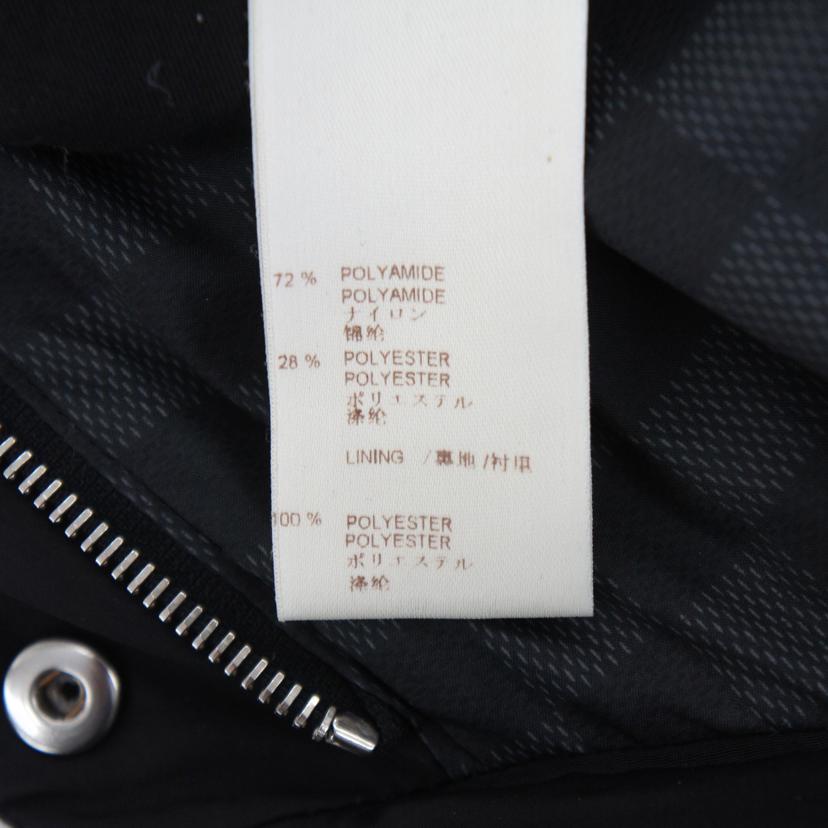 72 % POLYAMIDE
POLYAMIDE
ナイロン
锦纶
28 % POLYESTER
POLYESTER
ポリエステル
涤纶
LINING /裏地/衬里
100 % POLYESTER
POLYESTER
ポリエステル
涤纶